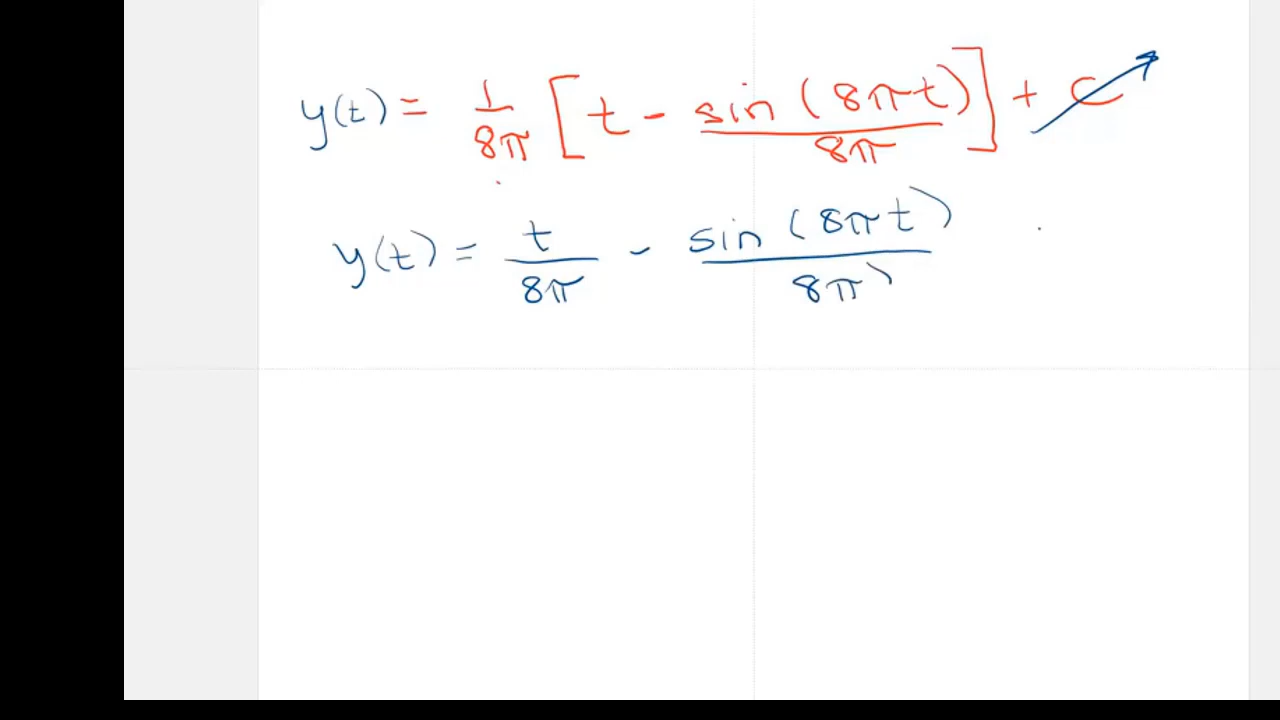 y(t) = 1/8π [t - sin(8πt)/8π] + C
y(t) = t/8π - sin(8πt)/8π)